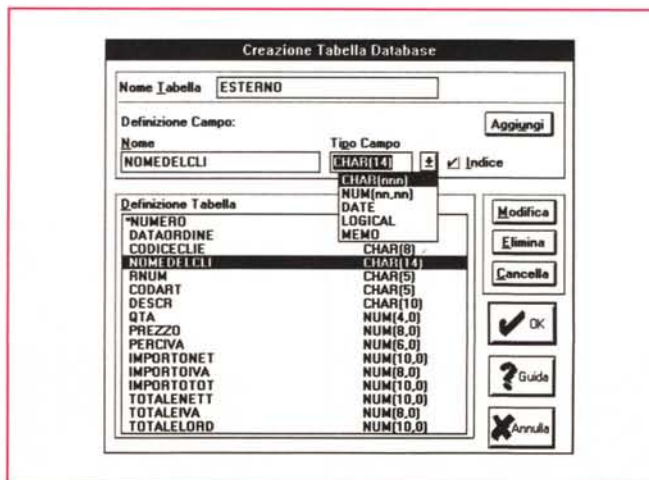 Creazione Tabella Database
Nome Tabella ESTERNO
Definizione Campo:
Aggiungi
Nome Tipo Campo
NOMEDELCLI CHAR(14) Indice
CHAR(nnn)
NUM(nn,nn)
DATE
LOGICAL
MEMO
Definizione Tabella
*NUMERO
DATAORDINE
CODICECLIE CHAR(8)
NOMEDELCLI CHAR(14)
RNUM CHAR(5)
CODART CHAR(5)
DESCR CHAR(10)
QTA NUM(4,0)
PREZZO NUM(8,0)
PERCIVA NUM(6,0)
IMPORTONET NUM(10,0)
IMPORTOIVA NUM(8,0)
IMPORTOTOT NUM(10,0)
TOTALENETT NUM(10,0)
TOTALEIVA NUM(8,0)
TOTALELORD NUM(10,0)
Modifica
Elimina
Cancella
OK
Guida
Annulla